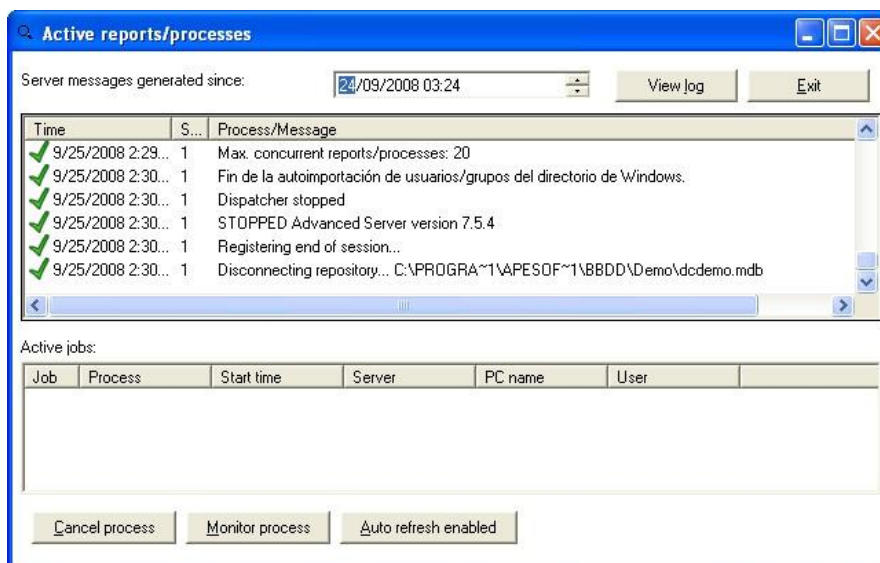 Active reports/processes
Server messages generated since: 24/09/2008 03:24 View log Exit
Time S... Process/Message
9/25/2008 2:29... 1 Max. concurrent reports/processes: 20
9/25/2008 2:30... 1 Fin de la autoimportación de usuarios/grupos del directorio de Windows.
9/25/2008 2:30... 1 Dispatcher stopped
9/25/2008 2:30... 1 STOPPED Advanced Server version 7.5.4
9/25/2008 2:30... 1 Registering end of session...
9/25/2008 2:30... 1 Disconnecting repository... C:\PROGRA~1\APESOF~1\BBDD\Demo\dcdemo.mdb
Active jobs:
Job Process Start time Server PC name User
Cancel process Monitor process Auto refresh enabled